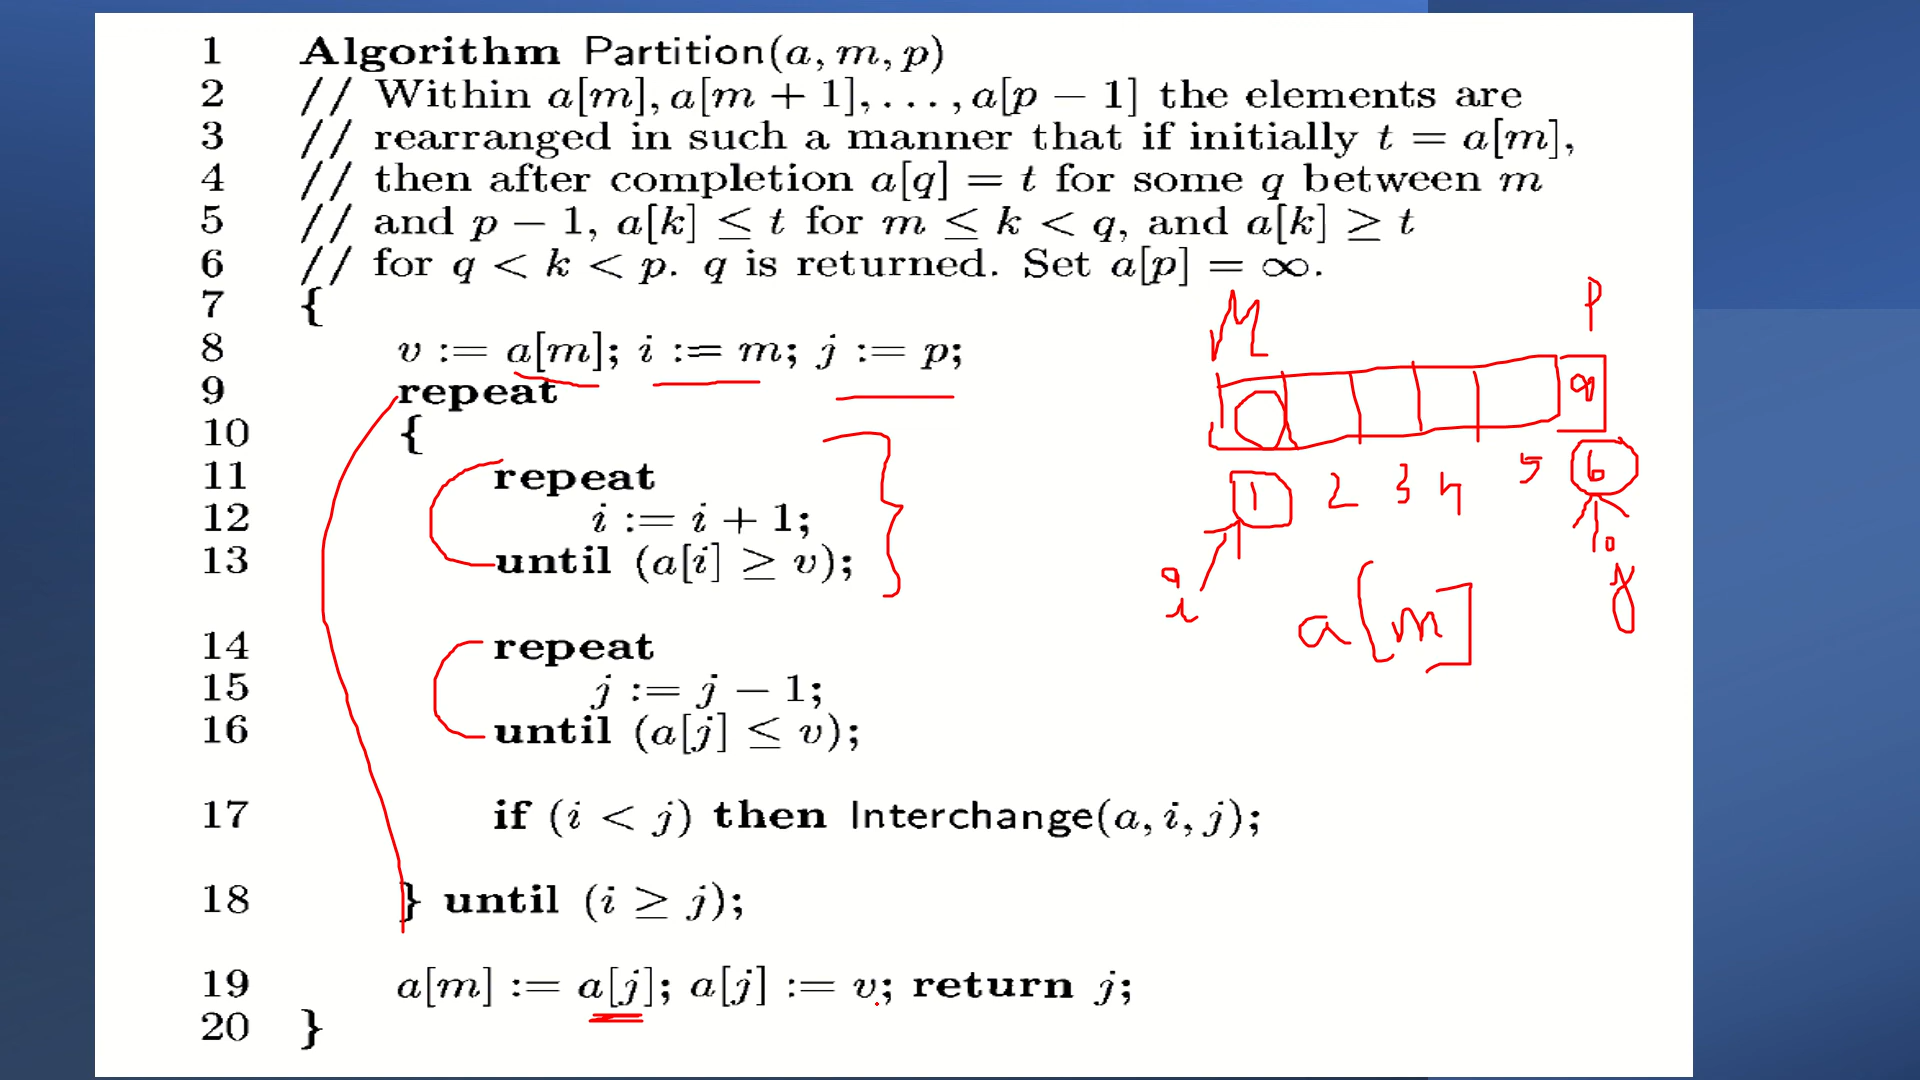 1 Algorithm Partition(a, m, p)
2 // Within a[m], a[m + 1], . . . , a[p − 1] the elements are
3 // rearranged in such a manner that if initially t = a[m],
4 // then after completion a[q] = t for some q between m
5 // and p − 1, a[k] ≤ t for m ≤ k < q, and a[k] ≥ t
6 // for q < k < p. q is returned. Set a[p] = ∞.
7 {
8 v := a[m]; i := m; j := p;
9 repeat
10 {
11 repeat
12 i := i + 1;
13 until (a[i] ≥ v);
14 repeat
15 j := j − 1;
16 until (a[j] ≤ v);
17 if (i < j) then Interchange(a, i, j);
18 } until (i ≥ j);
19 a[m] := a[j]; a[j] := v; return j;
20 }
M P
1 2 3 4 5 6
i j
a[m]